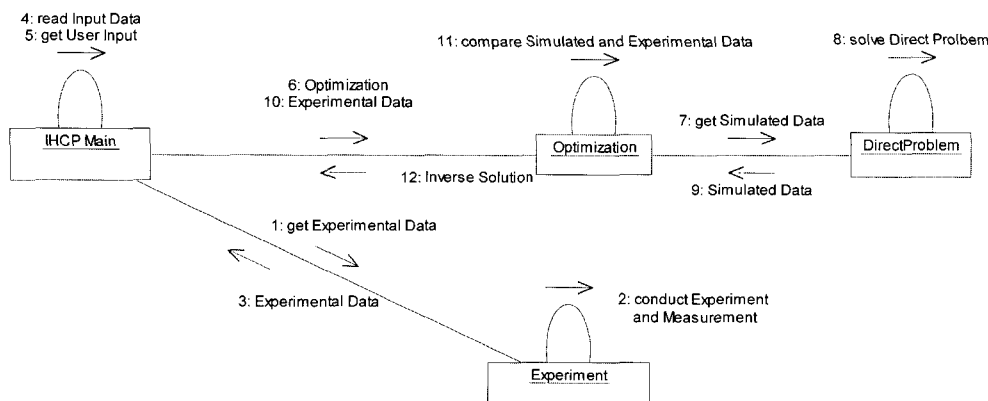 4: read Input Data
5: get User Input
11: compare Simulated and Experimental Data
8: solve Direct Prolbem
6: Optimization
10: Experimental Data
7: get Simulated Data
IHCP Main
Optimization
DirectProblem
12: Inverse Solution
9: Simulated Data
1: get Experimental Data
3: Experimental Data
2: conduct Experiment
and Measurement
Experiment